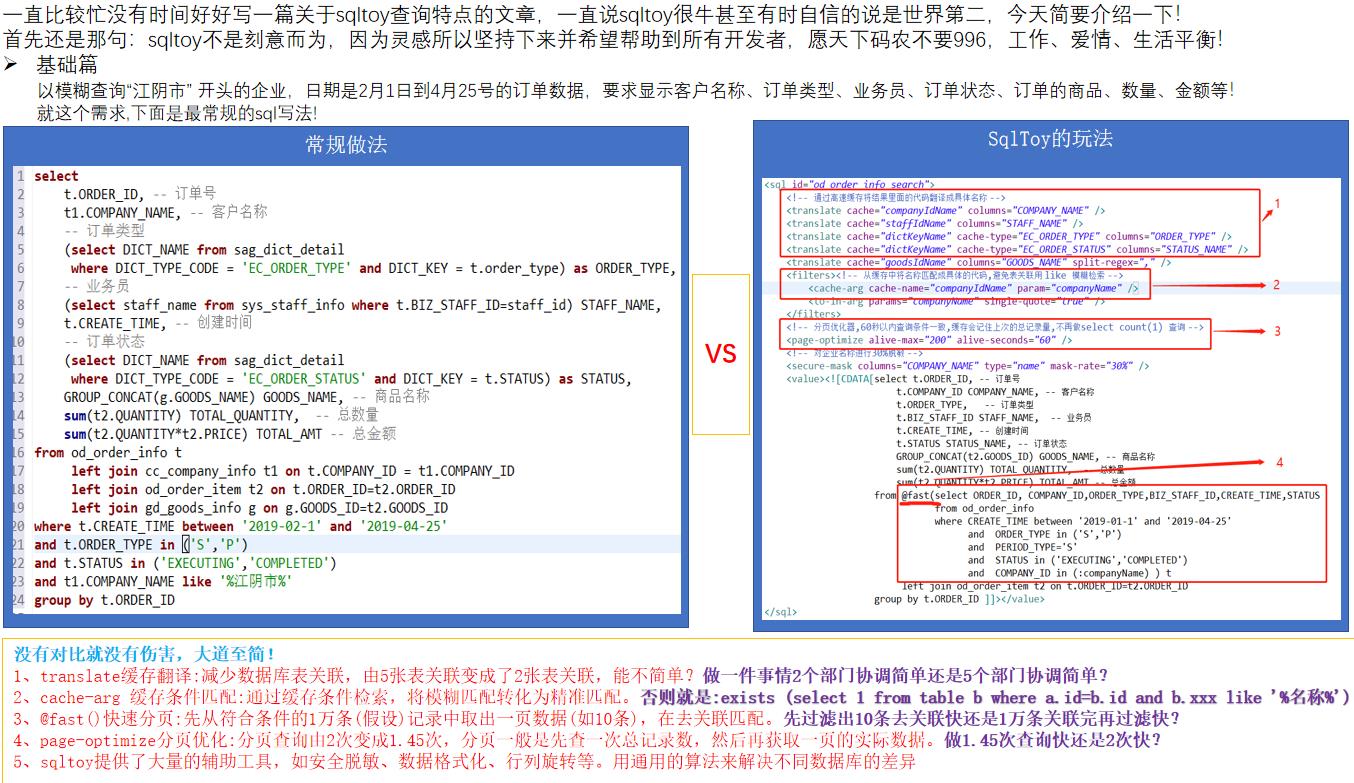 一直比较忙没有时间好好写一篇关于sqltoy查询特点的文章，一直说sqltoy很牛甚至有时自信的说是世界第二，今天简要介绍一下！
首先还是那句：sqltoy不是刻意而为，因为灵感所以坚持下来并希望帮助到所有开发者，愿天下码农不要996，工作、爱情、生活平衡！
➢ 基础篇
以模糊查询“江阴市” 开头的企业，日期是2月1日到4月25号的订单数据，要求显示客户名称、订单类型、业务员、订单状态、订单的商品、数量、金额等！
就这个需求,下面是最常规的sql写法!
常规做法
1 select
2 t.ORDER_ID, -- 订单号
3 t1.COMPANY_NAME, -- 客户名称
4 -- 订单类型
5 (select DICT_NAME from sag_dict_detail
6 where DICT_TYPE_CODE = 'EC_ORDER_TYPE' and DICT_KEY = t.order_type) as ORDER_TYPE,
7 -- 业务员
8 (select staff_name from sys_staff_info where t.BIZ_STAFF_ID=staff_id) STAFF_NAME,
9 t.CREATE_TIME, -- 创建时间
10 -- 订单状态
11 (select DICT_NAME from sag_dict_detail
12 where DICT_TYPE_CODE = 'EC_ORDER_STATUS' and DICT_KEY = t.STATUS) as STATUS,
13 GROUP_CONCAT(g.GOODS_NAME) GOODS_NAME, -- 商品名称
14 sum(t2.QUANTITY) TOTAL_QUANTITY, -- 总数量
15 sum(t2.QUANTITY*t2.PRICE) TOTAL_AMT -- 总金额
16 from od_order_info t
17 left join cc_company_info t1 on t.COMPANY_ID = t1.COMPANY_ID
18 left join od_order_item t2 on t.ORDER_ID=t2.ORDER_ID
19 left join gd_goods_info g on g.GOODS_ID=t2.GOODS_ID
20 where t.CREATE_TIME between '2019-02-1' and '2019-04-25'
21 and t.ORDER_TYPE in ('S','P')
22 and t.STATUS in ('EXECUTING','COMPLETED')
23 and t1.COMPANY_NAME like '%江阴市%'
24 group by t.ORDER_ID
VS
SqlToy的玩法
<sql id="od_order_info_search">
<!-- 通过高速缓存将结果里面的代码翻译成具体名称 -->
<translate cache="companyIdName" columns="COMPANY_NAME" />
<translate cache="staffIdName" columns="STAFF_NAME" />
<translate cache="dictKeyName" cache-type="EC_ORDER_TYPE" columns="ORDER_TYPE" />
<translate cache="dictKeyName" cache-type="EC_ORDER_STATUS" columns="STATUS_NAME" />
<translate cache="goodsIdName" columns="GOODS_NAME" split-regex="," />
<filters><!-- 从缓存中将名称匹配成具体的代码,避免表关联用 like 模糊检索 -->
<cache-arg cache-name="companyIdName" param="companyName" />
<to-in-arg params="companyName" single-quote="true" />
</filters>
<!-- 分页优化器,60秒以内查询条件一致,缓存会记住上次的总记录量,不再做select count(1) 查询 -->
<page-optimize alive-max="200" alive-seconds="60" />
<!-- 对企业名称进行30%脱敏 -->
<secure-mask columns="COMPANY_NAME" type="name" mask-rate="30%" />
<value><![CDATA[select t.ORDER_ID, -- 订单号
t.COMPANY_ID COMPANY_NAME, -- 客户名称
t.ORDER_TYPE, -- 订单类型
t.BIZ_STAFF_ID STAFF_NAME, -- 业务员
t.CREATE_TIME, -- 创建时间
t.STATUS STATUS_NAME, -- 订单状态
GROUP_CONCAT(t2.GOODS_ID) GOODS_NAME, -- 商品名称
sum(t2.QUANTITY) TOTAL_QUANTITY, -- 总数量
sum(t2.QUANTITY*t2.PRICE) TOTAL_AMT -- 总金额
from @fast(select ORDER_ID, COMPANY_ID,ORDER_TYPE,BIZ_STAFF_ID,CREATE_TIME,STATUS
from od_order_info
where CREATE_TIME between '2019-01-1' and '2019-04-25'
and ORDER_TYPE in ('S','P')
and PERIOD_TYPE='S'
and STATUS in ('EXECUTING','COMPLETED')
and COMPANY_ID in (:companyName) ) t
left join od_order_item t2 on t.ORDER_ID=t2.ORDER_ID
group by t.ORDER_ID ]]></value>
</sql>
1
2
3
4
没有对比就没有伤害，大道至简！
1、translate缓存翻译:减少数据库表关联，由5张表关联变成了2张表关联，能不简单？做一件事情2个部门协调简单还是5个部门协调简单？
2、cache-arg 缓存条件匹配:通过缓存条件检索，将模糊匹配转化为精准匹配。否则就是:exists (select 1 from table b where a.id=b.id and b.xxx like '%名称%')
3、@fast()快速分页:先从符合条件的1万条(假设)记录中取出一页数据(如10条)，在去关联匹配。先过滤出10条去关联快还是1万条关联完再过滤快？
4、page-optimize分页优化:分页查询由2次变成1.45次，分页一般是先查一次总记录数，然后再获取一页的实际数据。做1.45次查询快还是2次快？
5、sqltoy提供了大量的辅助工具，如安全脱敏、数据格式化、行列旋转等。用通用的算法来解决不同数据库的差异